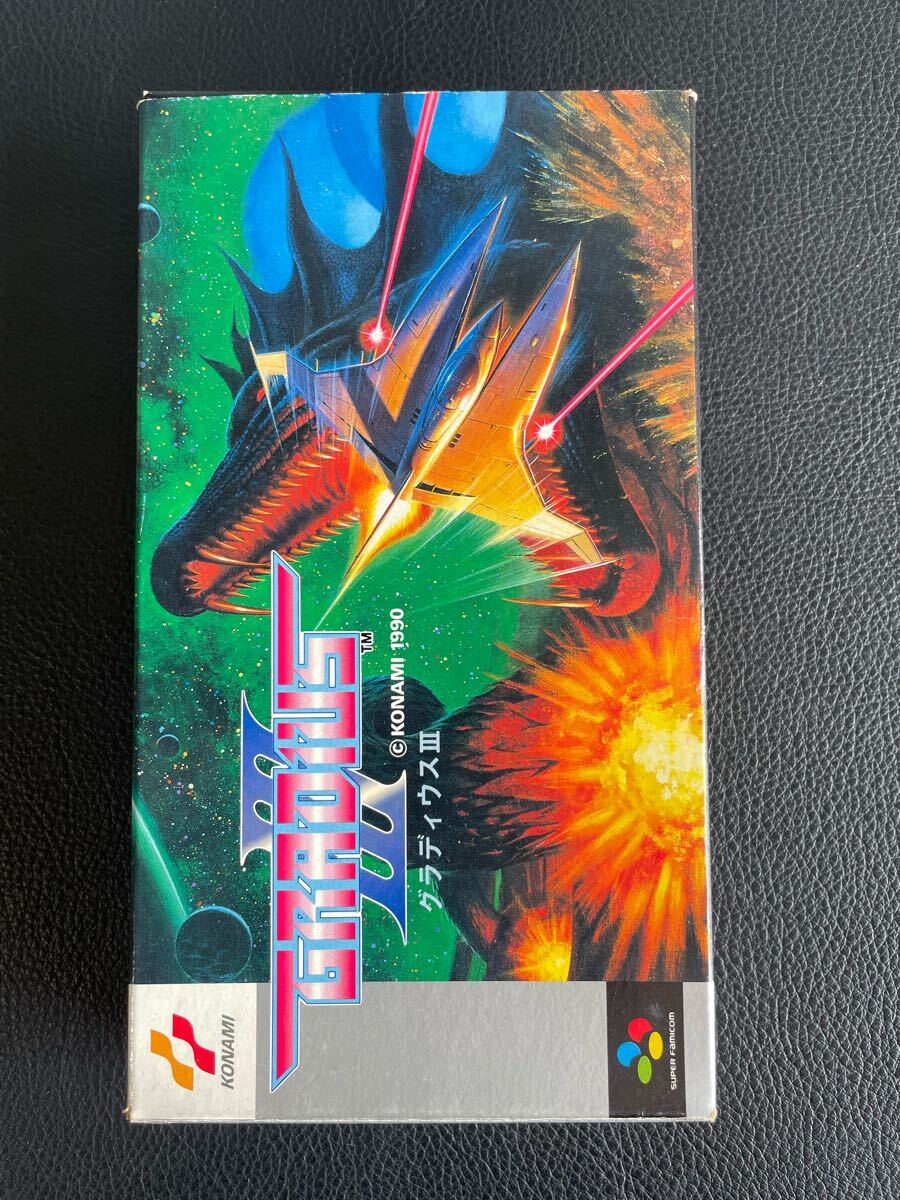 GRADIUS
III
TM
© KONAMI 1990
グラディウスIII
KONAMI
SUPER FAMICOM